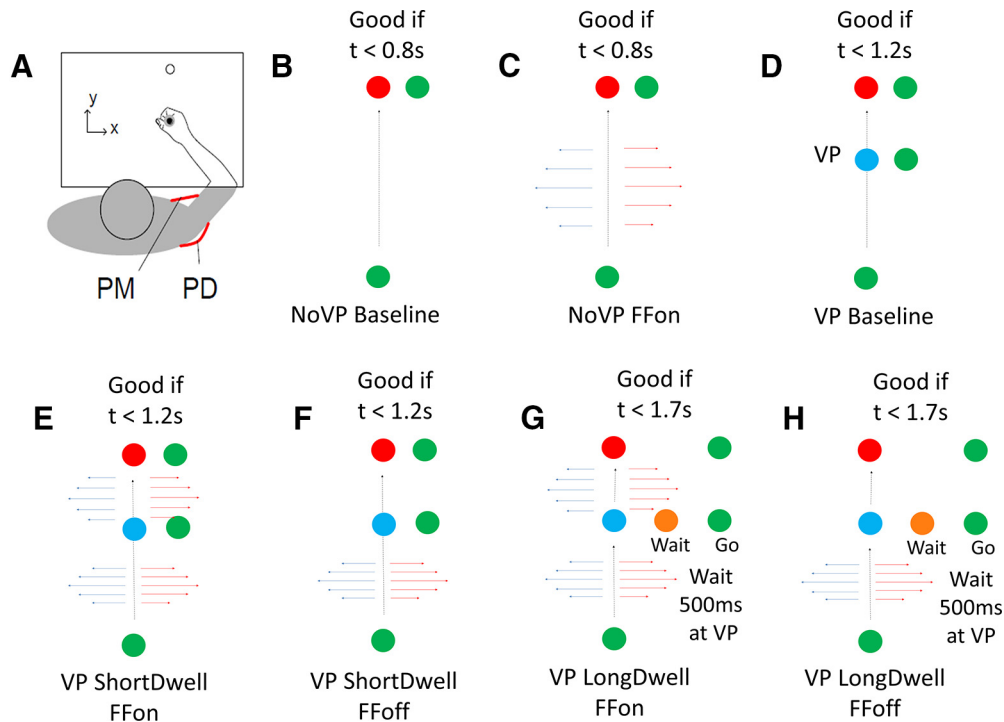 A
y
x
PM
PD
B
Good if
t < 0.8s
NoVP Baseline
C
Good if
t < 0.8s
NoVP FFon
D
Good if
t < 1.2s
VP
VP Baseline
E
Good if
t < 1.2s
VP ShortDwell
FFon
F
Good if
t < 1.2s
VP ShortDwell
FFoff
G
Good if
t < 1.7s
Wait
Go
Wait
500ms
at VP
VP LongDwell
FFon
H
Good if
t < 1.7s
Wait
Go
Wait
500ms
at VP
VP LongDwell
FFoff